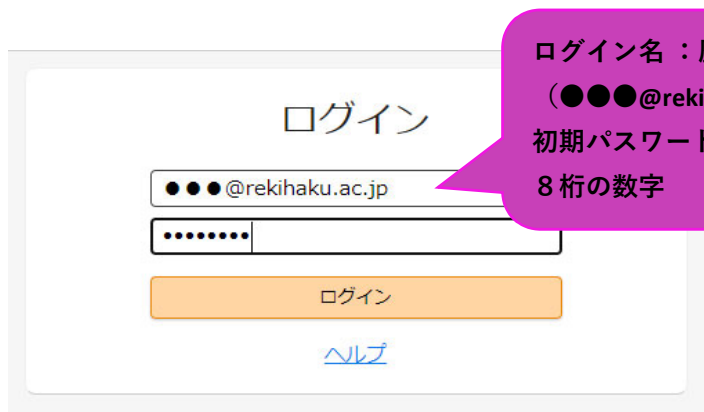 ログイン名：
（●●●@reki
初期パスワード
８桁の数字
ログイン
●●●@rekihaku.ac.jp
••••••••
ログイン
ヘルプ